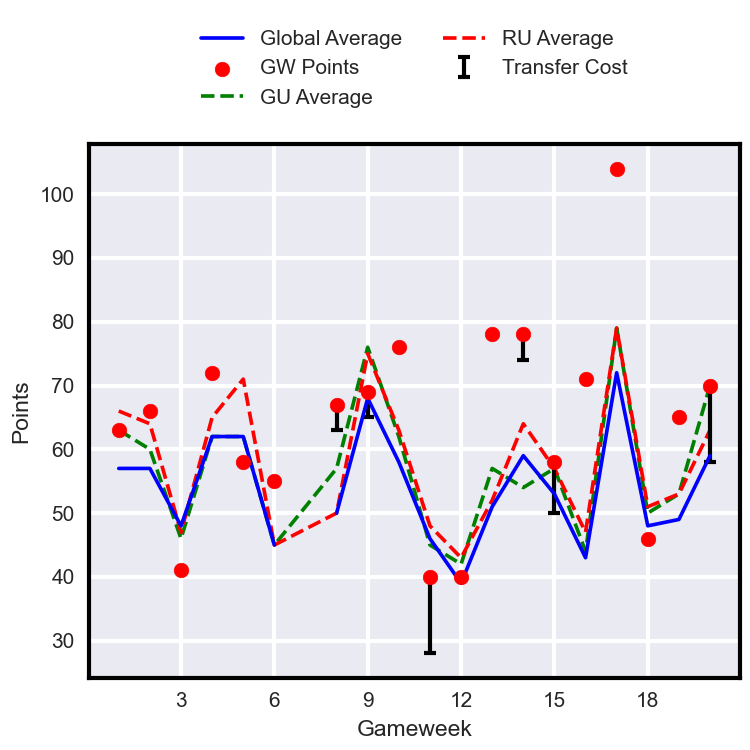 Global Average
GW Points
GU Average
RU Average
Transfer Cost
100
90
80
70
60
50
40
30
Points
3 6 9 12 15 18
Gameweek